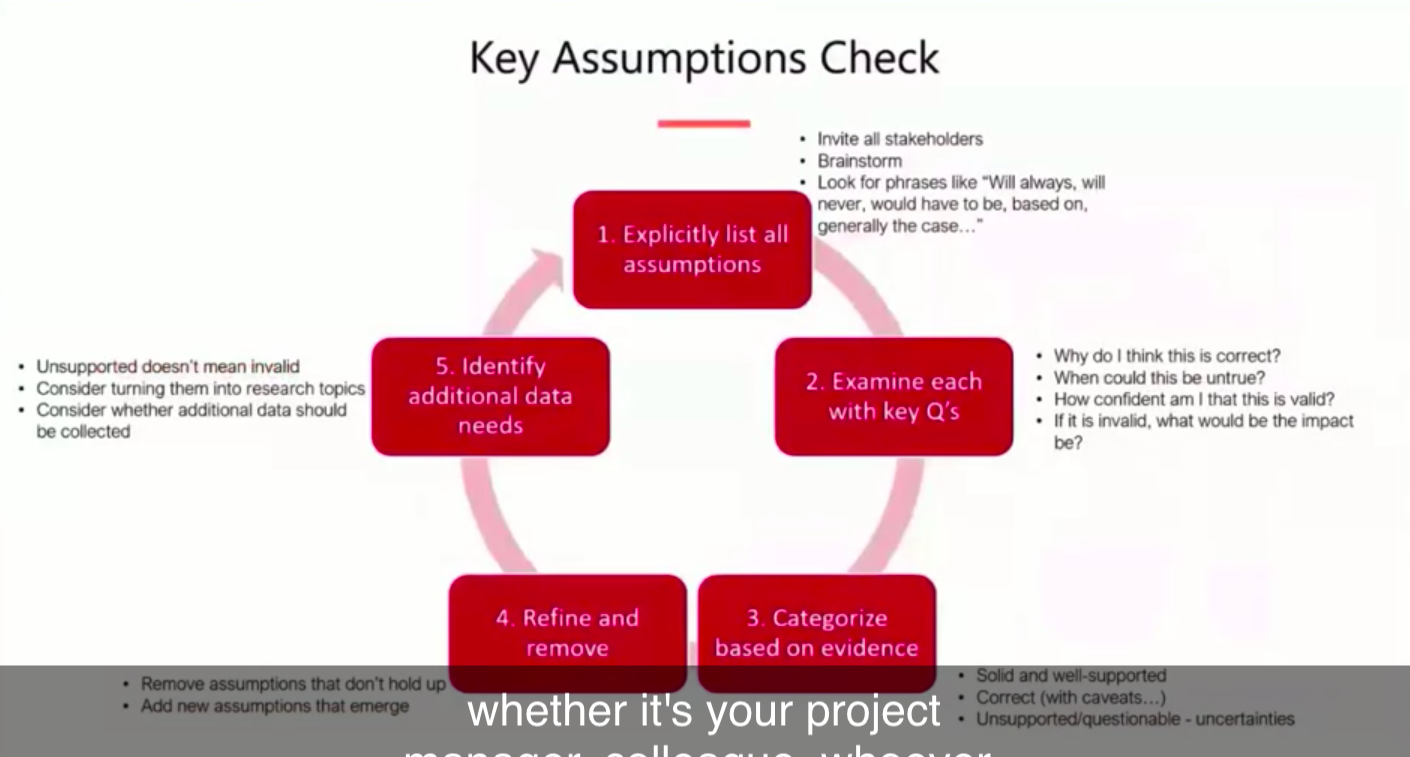 Key Assumptions Check
• Invite all stakeholders
• Brainstorm
• Look for phrases like “Will always, will
never, would have to be, based on,
generally the case…”
1. Explicitly list all
assumptions
2. Examine each
with key Q's
• Why do I think this is correct?
• When could this be untrue?
• How confident am I that this is valid?
• If it is invalid, what would be the impact
be?
3. Categorize
based on evidence
• Solid and well-supported
• Correct (with caveats…)
• Unsupported/questionable - uncertainties
4. Refine and
remove
• Remove assumptions that don't hold up
• Add new assumptions that emerge
5. Identify
additional data
needs
• Unsupported doesn't mean invalid
• Consider turning them into research topics
• Consider whether additional data should
be collected
whether it's your project
manager, colleague, whoever